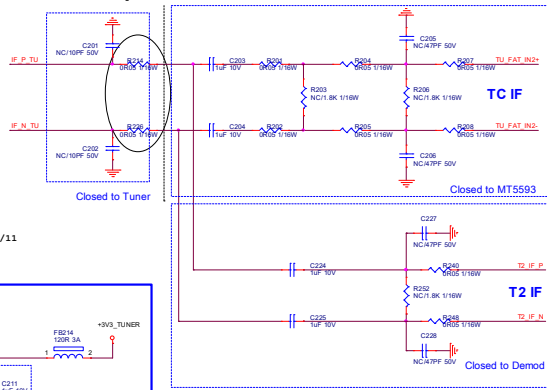 C201
NC/10PF 50V
C205
NC/47PF 50V
IF_P_TU
R214
0R05 1/16W
C203
1uF 10V
R201
0R05 1/16W
R204
0R05 1/16W
R207
0R05 1/16W
TU_FAT_IN2+
R203
NC/1.8K 1/16W
R206
NC/1.8K 1/16W
TC IF
IF_N_TU
R226
0R05 1/16W
C204
1uF 10V
R202
0R05 1/16W
R205
0R05 1/16W
R208
0R05 1/16W
TU_FAT_IN2-
C202
NC/10PF 50V
C206
NC/47PF 50V
Closed to Tuner
Closed to MT5593
C227
NC/47PF 50V
/11
C224
1uF 10V
R240
0R05 1/16W
T2_IF_P
R252
NC/1.8K 1/16W
T2 IF
C225
1uF 10V
R248
0R05 1/16W
T2_IF_N
+3V3_TUNER
FB214
120R 3A
1
2
C228
NC/47PF 50V
Closed to Demod
C211